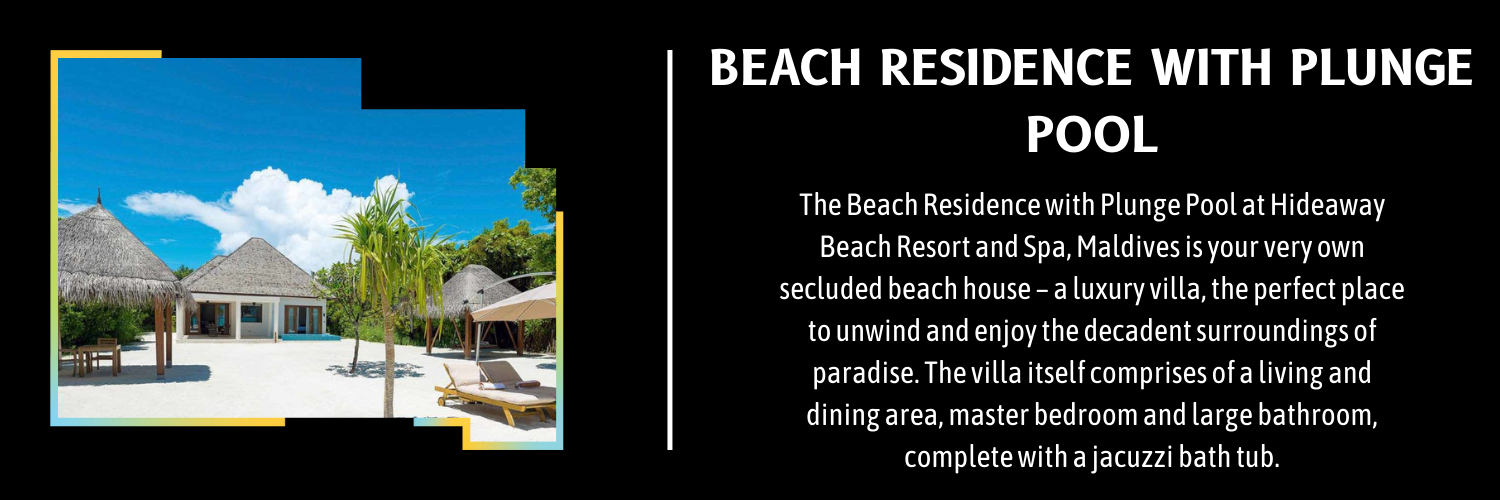 BEACH RESIDENCE WITH PLUNGE
POOL
The Beach Residence with Plunge Pool at Hideaway
Beach Resort and Spa, Maldives is your very own
secluded beach house – a luxury villa, the perfect place
to unwind and enjoy the decadent surroundings of
paradise. The villa itself comprises of a living and
dining area, master bedroom and large bathroom,
complete with a jacuzzi bath tub.